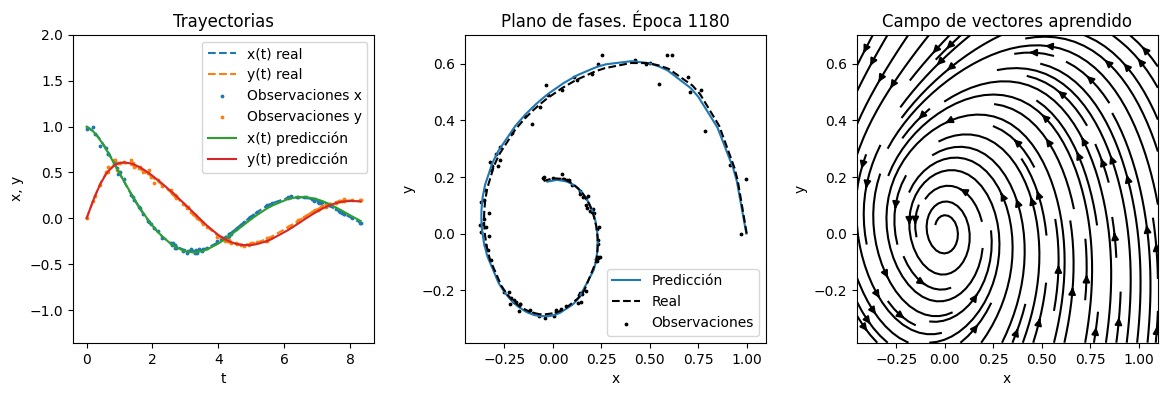 Trayectorias
2.0
1.5
1.0
0.5
0.0
−0.5
−1.0
x, y
0 2 4 6 8
t
x(t) real
y(t) real
Observaciones x
Observaciones y
x(t) predicción
y(t) predicción
Plano de fases. Época 1180
0.6
0.4
0.2
0.0
−0.2
y
−0.25 0.00 0.25 0.50 0.75 1.00
x
Predicción
Real
Observaciones
Campo de vectores aprendido
0.6
0.4
0.2
0.0
−0.2
y
−0.25 0.00 0.25 0.50 0.75 1.00
x